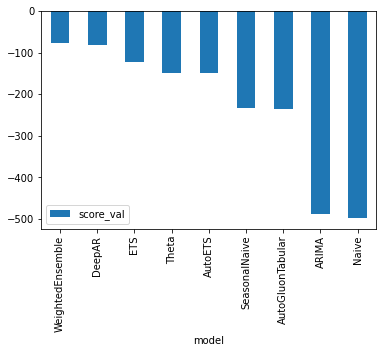 0
−100
−200
−300
−400
−500
score_val
WeightedEnsemble
DeepAR
ETS
Theta
AutoETS
SeasonalNaive
AutoGluonTabular
ARIMA
Naive
model